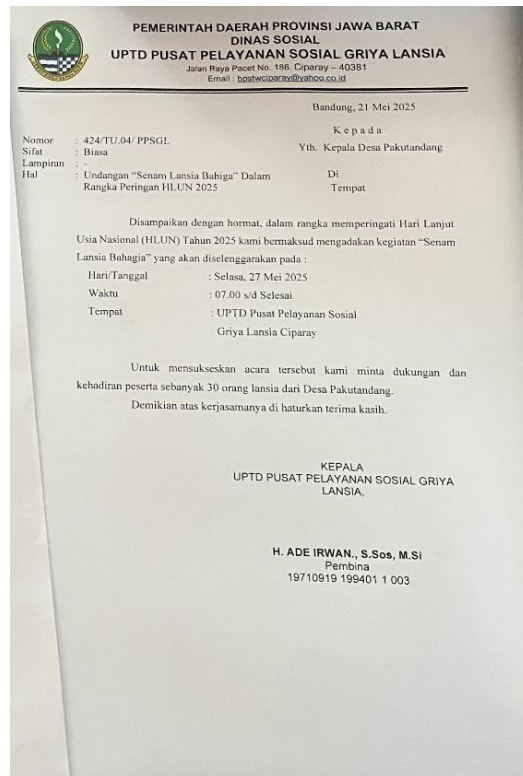 PEMERINTAH DAERAH PROVINSI JAWA BARAT
DINAS SOSIAL
UPTD PUSAT PELAYANAN SOSIAL GRIYA LANSIA
Jalan Raya Pacet No. 186. Ciparay – 40381
Email : bpstwciparay@yahoo.co.id
Bandung, 21 Mei 2025
Kepada
Yth. Kepala Desa Pakutandang
Di
Tempat
Nomor : 424/TU.04/ PPSGL
Sifat : Biasa
Lampiran : -
Hal : Undangan “Senam Lansia Bahiga” Dalam
Rangka Peringan HLUN 2025
Disampaikan dengan hormat, dalam rangka memperingati Hari Lanjut
Usia Nasional (HLUN) Tahun 2025 kami bermaksud mengadakan kegiatan “Senam
Lansia Bahagia” yang akan diselenggarakan pada :
Hari/Tanggal : Selasa, 27 Mei 2025
Waktu : 07.00 s/d Selesai
Tempat : UPTD Pusat Pelayanan Sosial
Griya Lansia Ciparay
Untuk mensukseskan acara tersebut kami minta dukungan dan
kehadiran peserta sebanyak 30 orang lansia dari Desa Pakutandang.
Demikian atas kerjasamanya di haturkan terima kasih.
KEPALA
UPTD PUSAT PELAYANAN SOSIAL GRIYA
LANSIA,
H. ADE IRWAN., S.Sos, M.Si
Pembina
19710919 199401 1 003